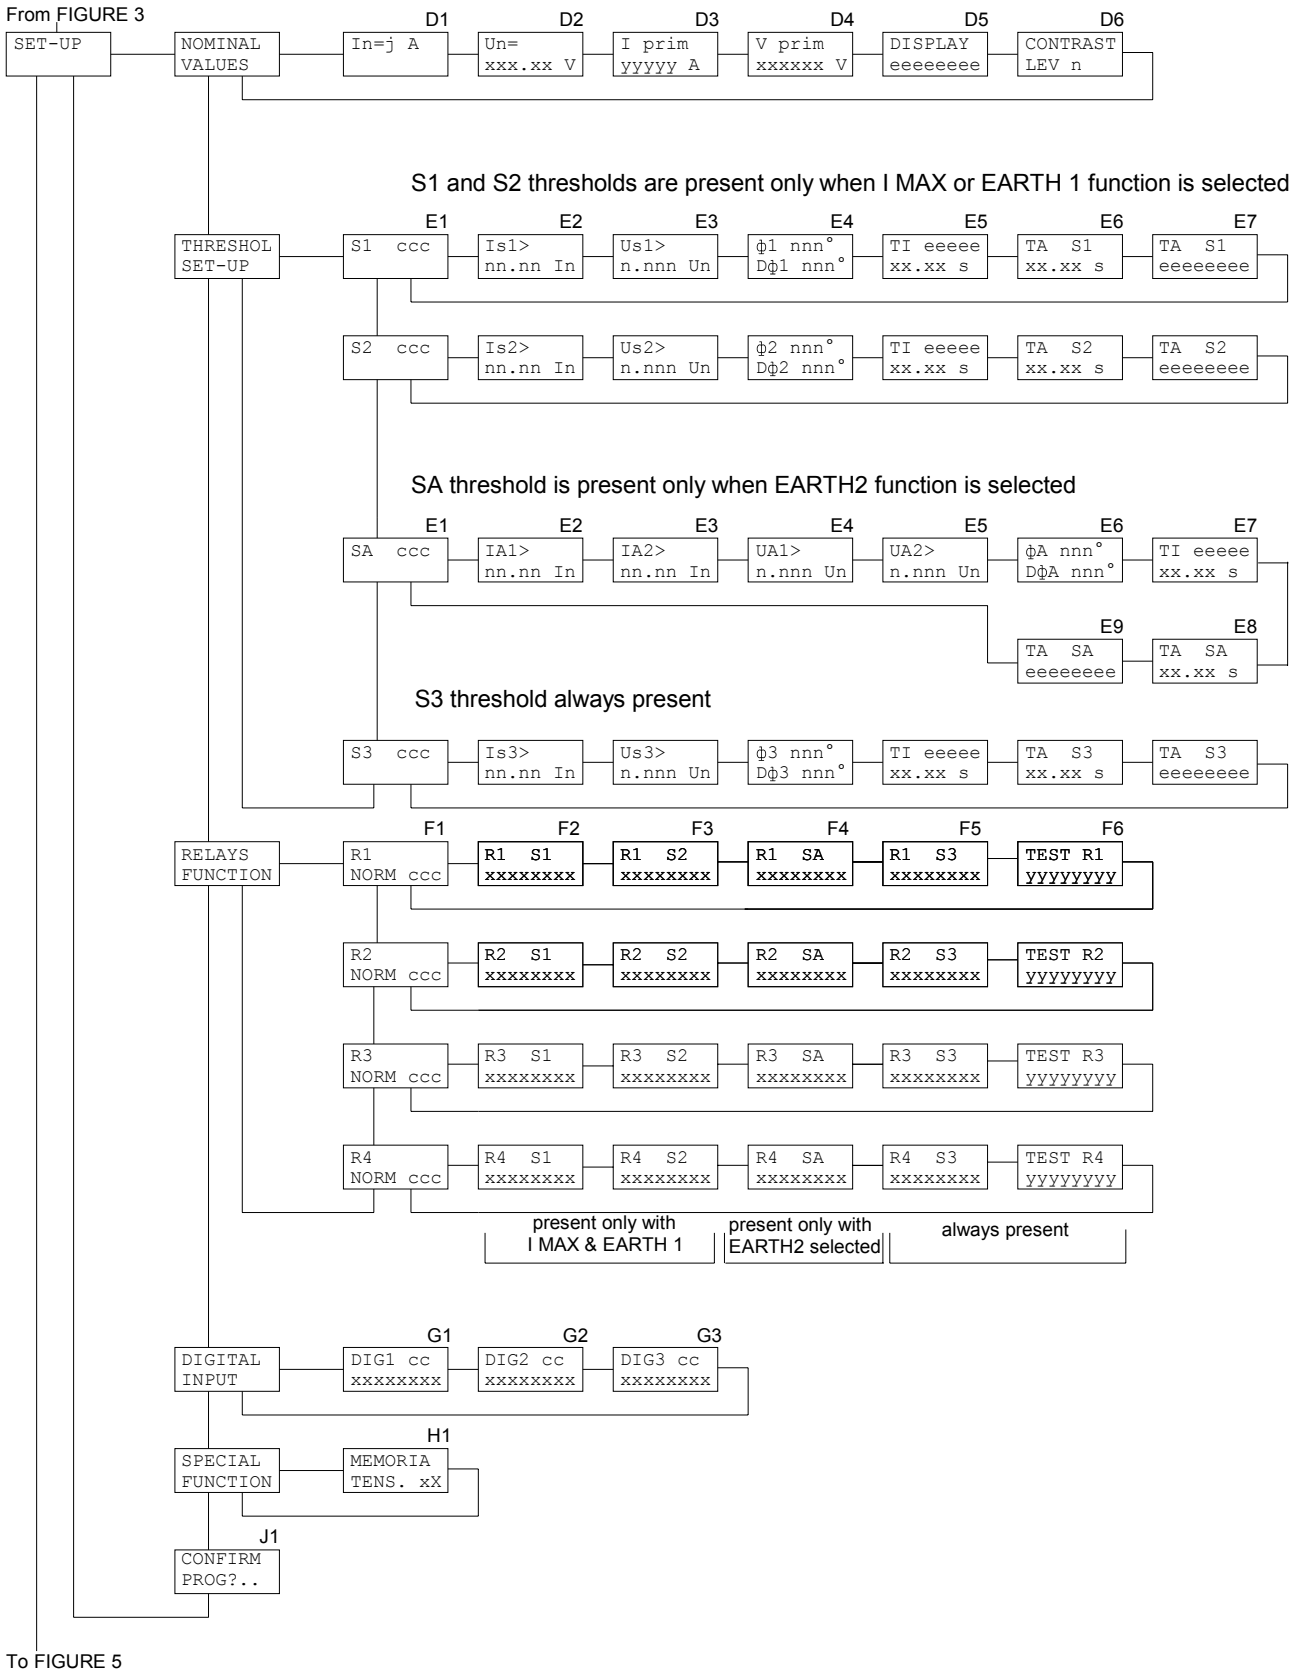 From FIGURE 3
D1 D2 D3 D4 D5 D6
SET-UP NOMINAL In=j A Un= I prim V prim DISPLAY CONTRAST
VALUES xxx.xx V yyyyy A xxxxxx V eeeeeeee LEV n
S1 and S2 thresholds are present only when I MAX or EARTH 1 function is selected
E1 E2 E3 E4 E5 E6 E7
THRESHOL S1 ccc Is1> Us1> ф1 nnn° TI eeeee TA S1 TA S1
SET-UP nn.nn In n.nnn Un Dф1 nnn° xx.xx s xx.xx s eeeeeeee
S2 ccc Is2> Us2> ф2 nnn° TI eeeee TA S2 TA S2
nn.nn In n.nnn Un Dф2 nnn° xx.xx s xx.xx s eeeeeeee
SA threshold is present only when EARTH2 function is selected
E1 E2 E3 E4 E5 E6 E7
SA ccc IA1> IA2> UA1> UA2> фA nnn° TI eeeee
nn.nn In nn.nn In n.nnn Un n.nnn Un DфA nnn° xx.xx s
E9 E8
TA SA TA SA
eeeeeeee xx.xx s
S3 threshold always present
S3 ccc Is3> Us3> ф3 nnn° TI eeeee TA S3 TA S3
nn.nn In n.nnn Un Dф3 nnn° xx.xx s xx.xx s eeeeeeee
F1 F2 F3 F4 F5 F6
RELAYS R1 R1 S1 R1 S2 R1 SA R1 S3 TEST R1
FUNCTION NORM ccc xxxxxxxx xxxxxxxx xxxxxxxx xxxxxxxx yyyyyyyy
R2 R2 S1 R2 S2 R2 SA R2 S3 TEST R2
NORM ccc xxxxxxxx xxxxxxxx xxxxxxxx xxxxxxxx yyyyyyyy
R3 R3 S1 R3 S2 R3 SA R3 S3 TEST R3
NORM ccc xxxxxxxx xxxxxxxx xxxxxxxx xxxxxxxx yyyyyyyy
R4 R4 S1 R4 S2 R4 SA R4 S3 TEST R4
NORM ccc xxxxxxxx xxxxxxxx xxxxxxxx xxxxxxxx yyyyyyyy
present only with present only with always present
I MAX & EARTH 1 EARTH2 selected
G1 G2 G3
DIGITAL DIG1 cc DIG2 cc DIG3 cc
INPUT xxxxxxxx xxxxxxxx xxxxxxxx
H1
SPECIAL MEMORIA
FUNCTION TENS. xX
J1
CONFIRM
PROG?..
To FIGURE 5